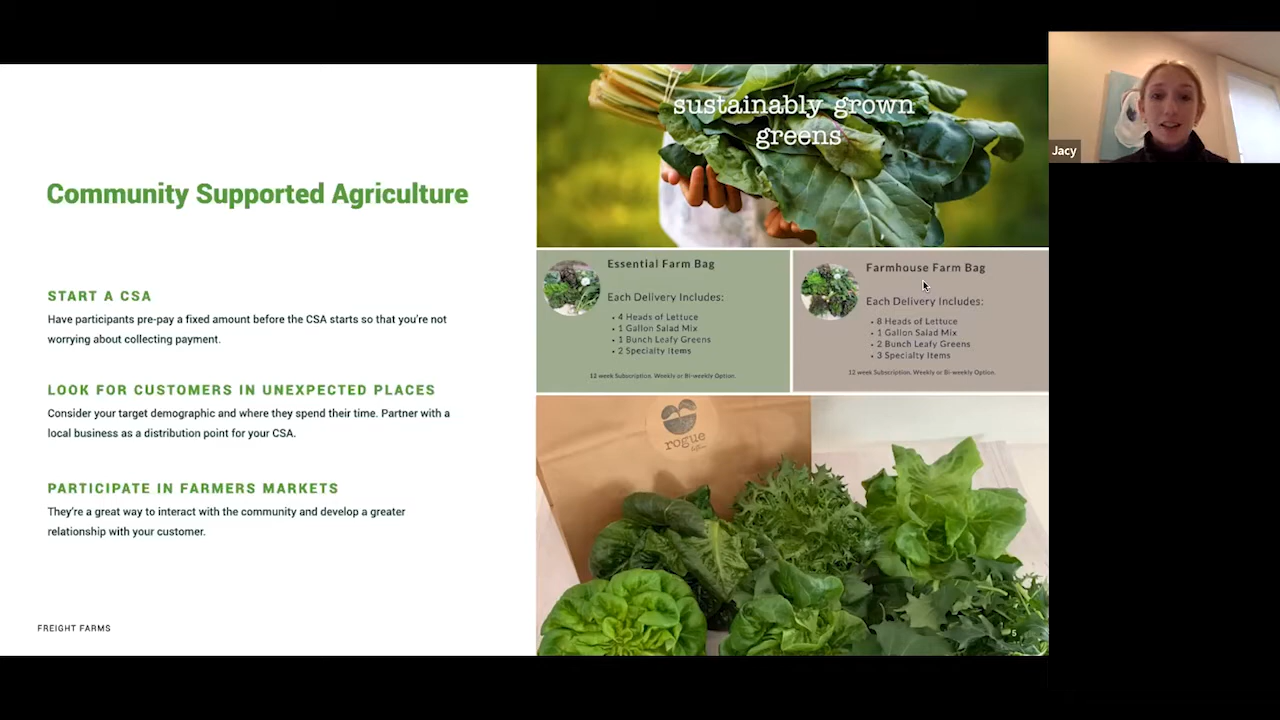 Community Supported Agriculture
START A CSA
Have participants pre-pay a fixed amount before the CSA starts so that you're not
worrying about collecting payment.
LOOK FOR CUSTOMERS IN UNEXPECTED PLACES
Consider your target demographic and where they spend their time. Partner with a
local business as a distribution point for your CSA.
PARTICIPATE IN FARMERS MARKETS
They're a great way to interact with the community and develop a greater
relationship with your customer.
FREIGHT FARMS
sustainably grown
greens
Essential Farm Bag
Each Delivery Includes:
• 4 Heads of Lettuce
• 1 Gallon Salad Mix
• 1 Bunch Leafy Greens
• 2 Specialty Items
12 week Subscription. Weekly or Bi-weekly Option.
Farmhouse Farm Bag
Each Delivery Includes:
• 8 Heads of Lettuce
• 1 Gallon Salad Mix
• 2 Bunch Leafy Greens
• 3 Specialty Items
12 week Subscription. Weekly or Bi-weekly Option.
rogue
5
Jacy